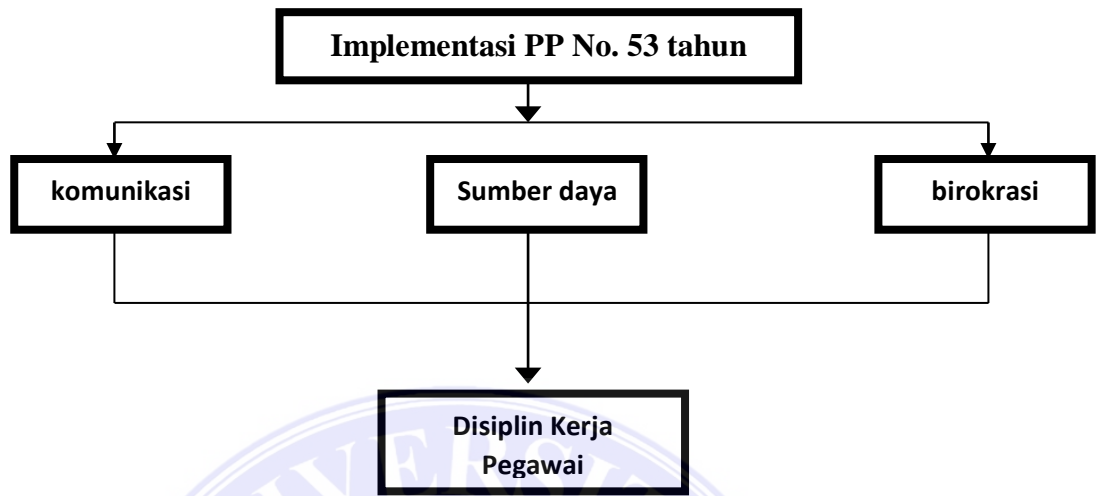 Implementasi PP No. 53 tahun
komunikasi
Sumber daya
birokrasi
Disiplin Kerja
Pegawai